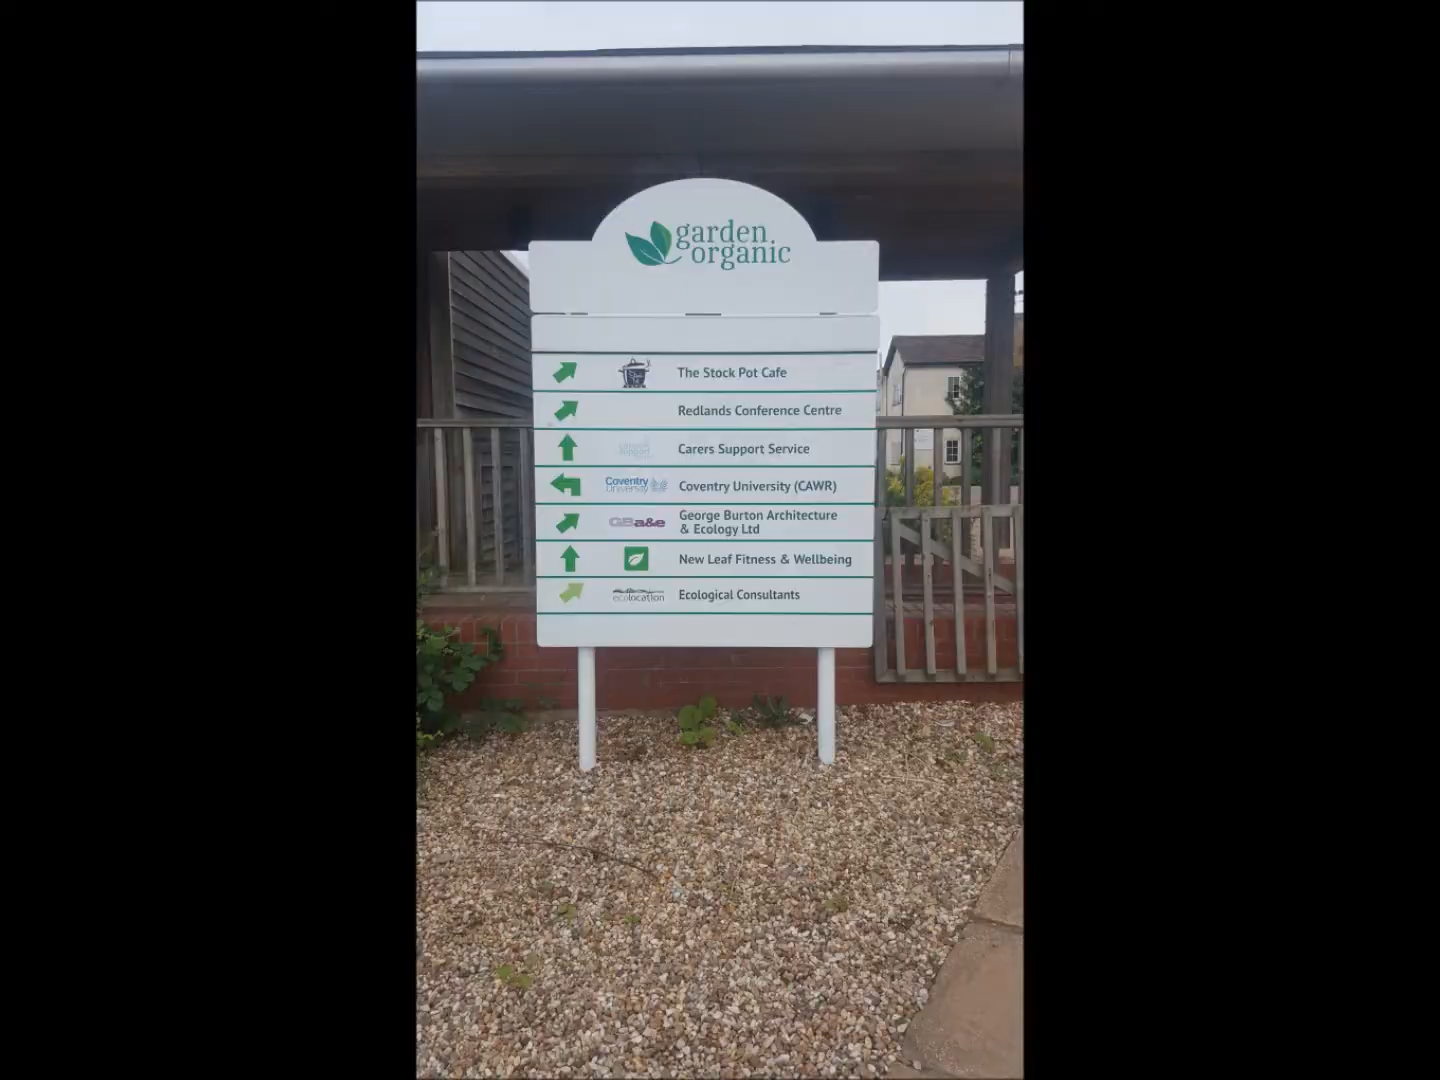 garden
organic
The Stock Pot Cafe
Redlands Conference Centre
Carers Support Service
Coventry
University
Coventry University (CAWR)
GBa&e
George Burton Architecture
& Ecology Ltd
New Leaf Fitness & Wellbeing
ecolocation
Ecological Consultants